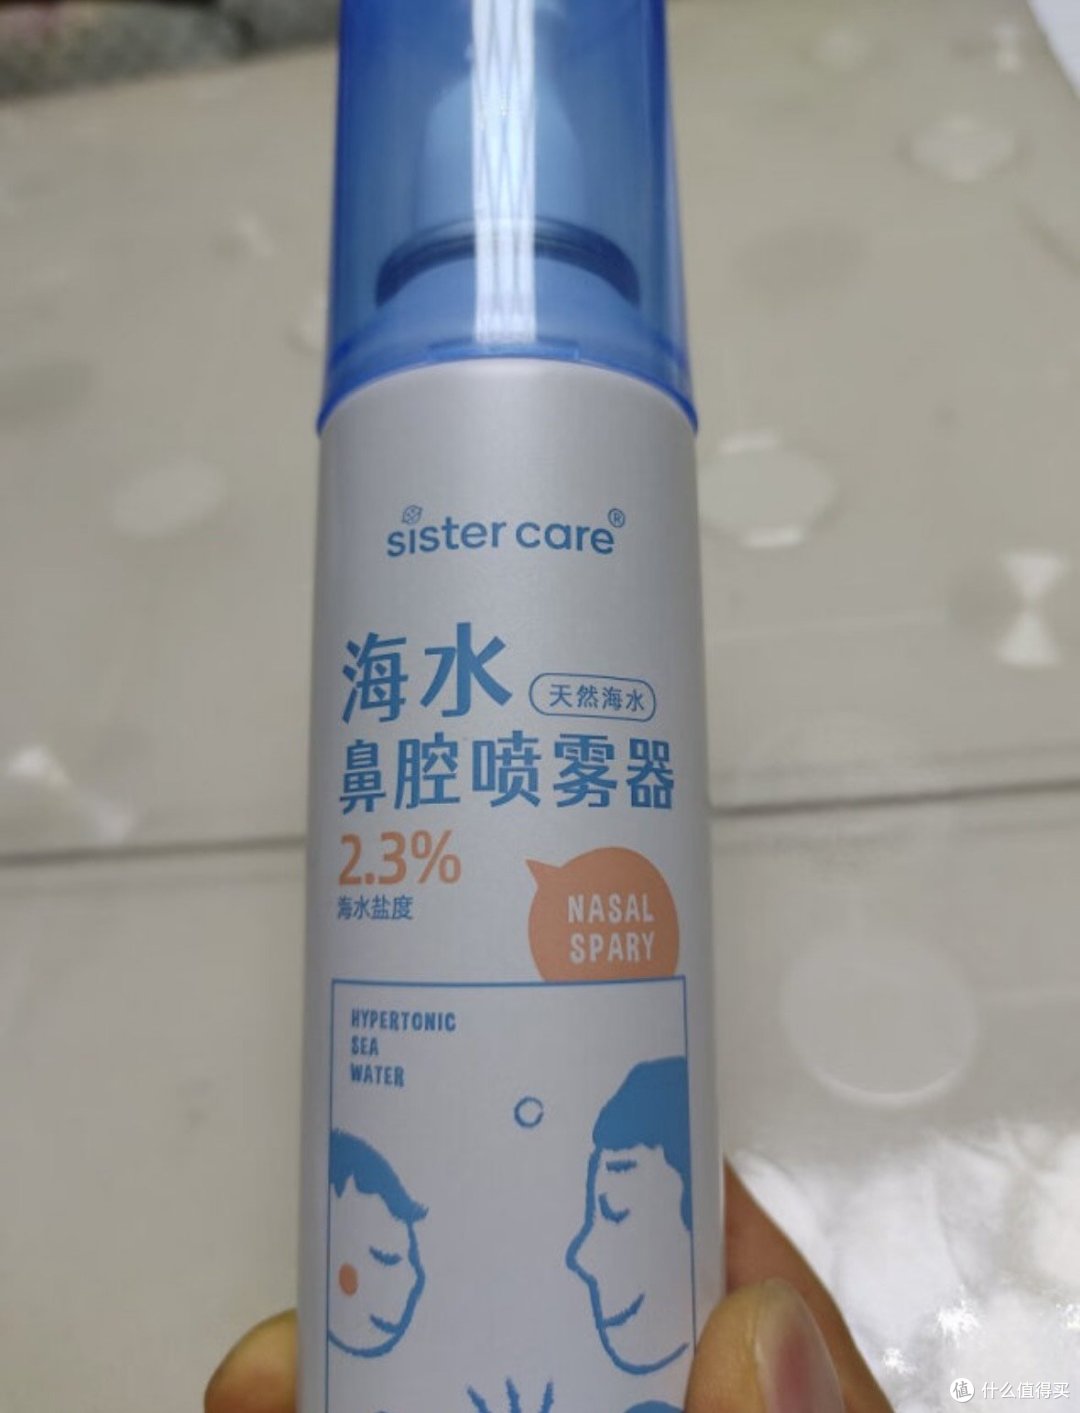 sister care®
海水
天然海水
鼻腔喷雾器
2.3%
海水盐度
NASAL
SPARY
HYPERTONIC
SEA
WATER
值 什么值得买